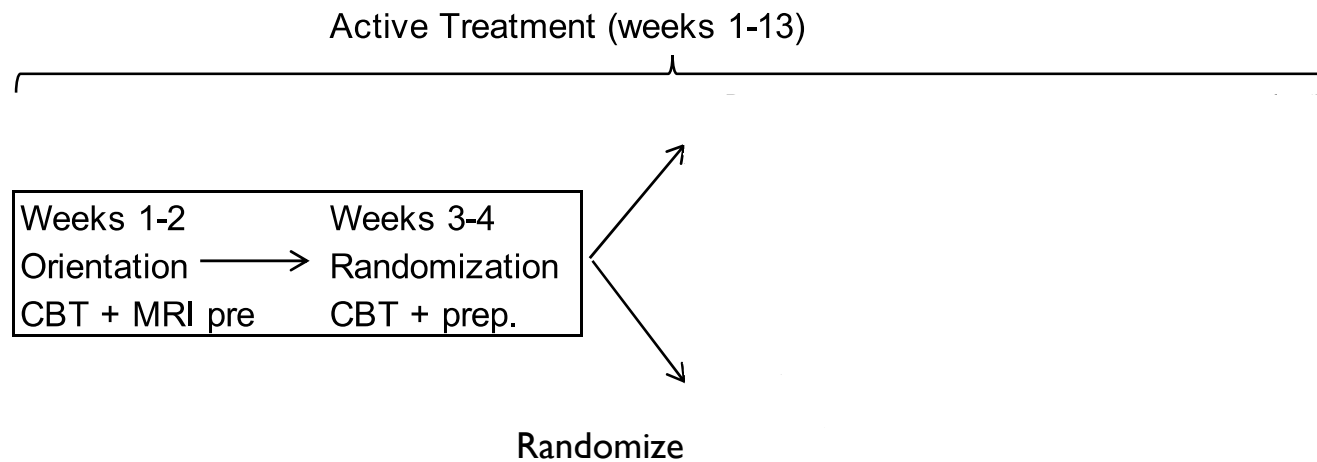 Active Treatment (weeks 1-13)
Weeks 1-2
Orientation
CBT + MRI pre
Weeks 3-4
Randomization
CBT + prep.
Randomize